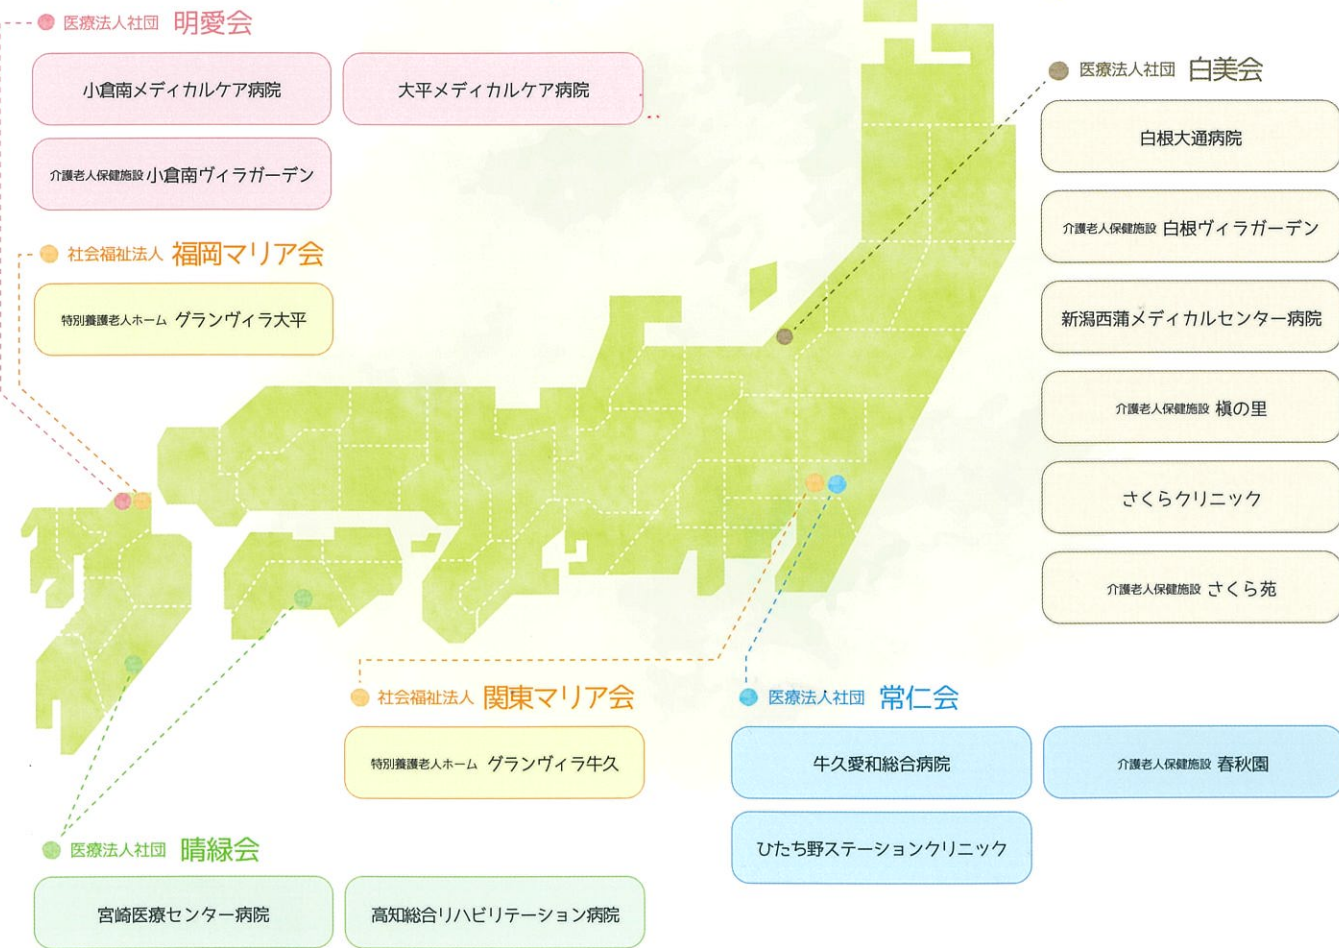 医療法人社団 明愛会
小倉南メディカルケア病院
大平メディカルケア病院
介護老人保健施設 小倉南ヴィラガーデン
社会福祉法人 福岡マリア会
特別養護老人ホーム グランヴィラ大平
医療法人社団 白美会
白根大通病院
介護老人保健施設 白根ヴィラガーデン
新潟西蒲メディカルセンター病院
介護老人保健施設 槇の里
さくらクリニック
介護老人保健施設 さくら苑
社会福祉法人 関東マリア会
特別養護老人ホーム グランヴィラ牛久
医療法人社団 常仁会
牛久愛和総合病院
介護老人保健施設 春秋園
ひたち野ステーションクリニック
医療法人社団 晴緑会
宮崎医療センター病院
高知総合リハビリテーション病院